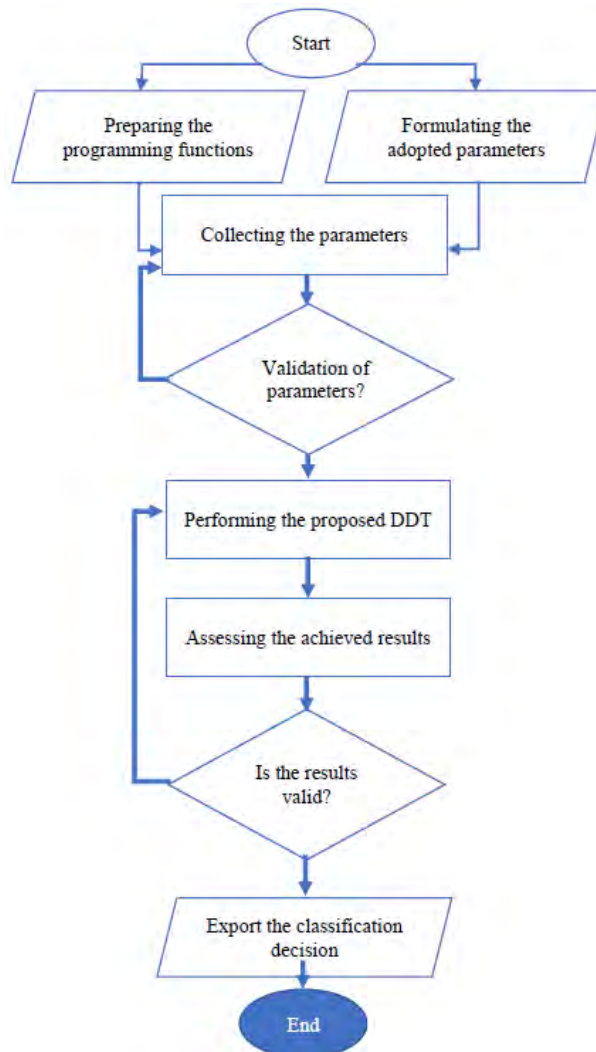 Start
Preparing the
programming functions
Formulating the
adopted parameters
Collecting the parameters
Validation of
parameters?
Performing the proposed DDT
Assessing the achieved results
Is the results
valid?
Export the classification
decision
End